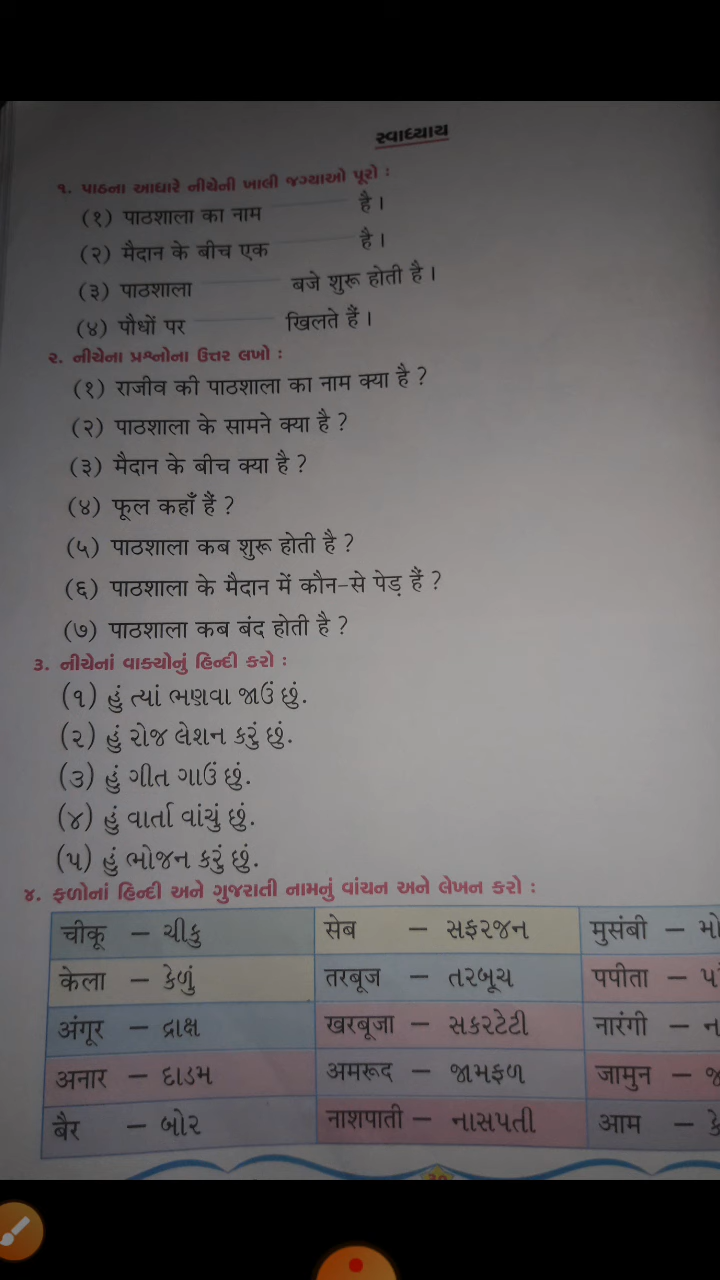 સ્વાધ્યાય
૧. પાઠના આધારે નીચેની ખાલી જગ્યાઓ પૂરો :
(१) पाठशाला का नाम है ।
(२) मैदान के बीच एक है ।
(३) पाठशाला बजे शुरू होती है ।
(४) पौधों पर खिलते हैं ।
૨. નીચેના પ્રશ્નોના ઉત્તર લખો :
(१) राजीव की पाठशाला का नाम क्या है ?
(२) पाठशाला के सामने क्या है ?
(३) मैदान के बीच क्या है ?
(४) फूल कहाँ हैं ?
(५) पाठशाला कब शुरू होती है ?
(६) पाठशाला के मैदान में कौन-से पेड़ हैं ?
(७) पाठशाला कब बंद होती है ?
૩. નીચેનાં વાક્યોનું હિન્દી કરો :
(૧) હું ત્યાં ભણવા જાઉં છું.
(૨) હું રોજ લેશન કરું છું.
(૩) હું ગીત ગાઉં છું.
(૪) હું વાર્તા વાંચું છું.
(૫) હું ભોજન કરું છું.
૪. ફળોનાં હિન્દી અને ગુજરાતી નામનું વાંચન અને લેખન કરો :
चीकू – ચીકુ सेब – સફરજન मुसंबी – મો
केला – કેળું तरबूज – તરબૂચ पपीता – પ
अंगूर – દ્રાક્ષ खरबूजा – સકરટેટી नारंगी – ન
अनार – દાડમ अमरूद – જામફળ जामुन – જ
बैर – બોર नाशपाती – નાસપતી आम – કે